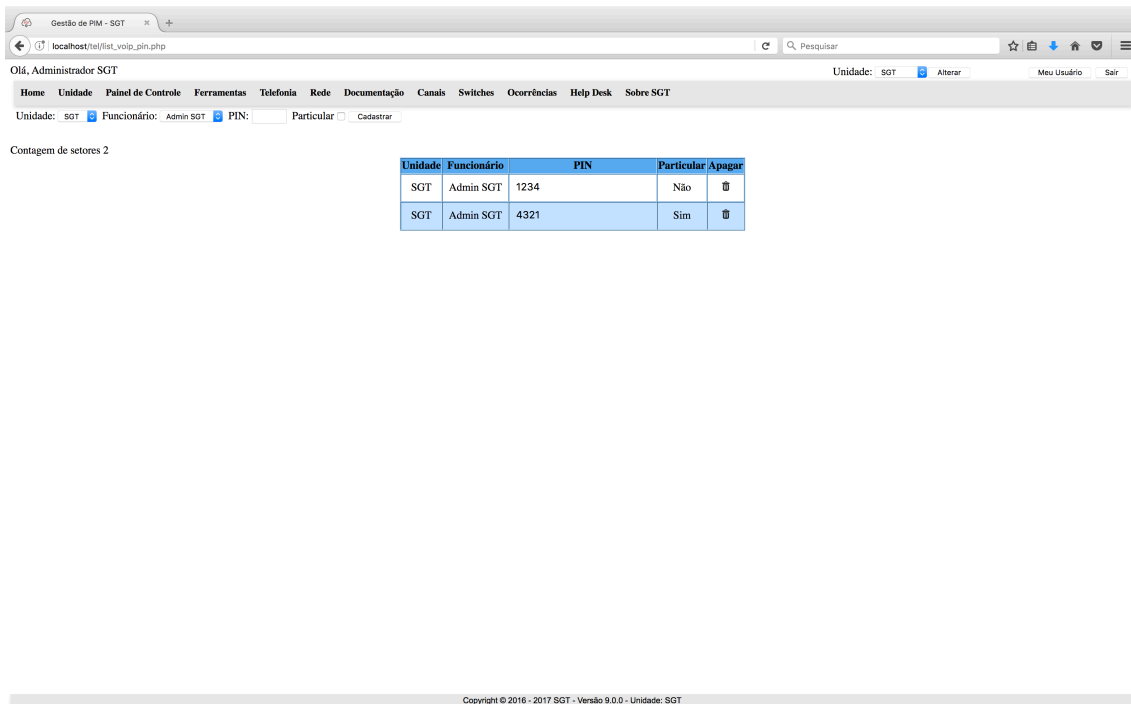 Gestão de PIM - SGT
localhost/tel/list_voip_pin.php Pesquisar
Olá, Administrador SGT Unidade: SGT Alterar Meu Usuário Sair
Home Unidade Painel de Controle Ferramentas Telefonia Rede Documentação Canais Switches Ocorrências Help Desk Sobre SGT
Unidade: SGT Funcionário: Admin SGT PIN: Particular Cadastrar
Contagem de setores 2
Unidade Funcionário PIN Particular Apagar
SGT Admin SGT 1234 Não
SGT Admin SGT 4321 Sim
Copyright © 2016 - 2017 SGT - Versão 9.0.0 - Unidade: SGT